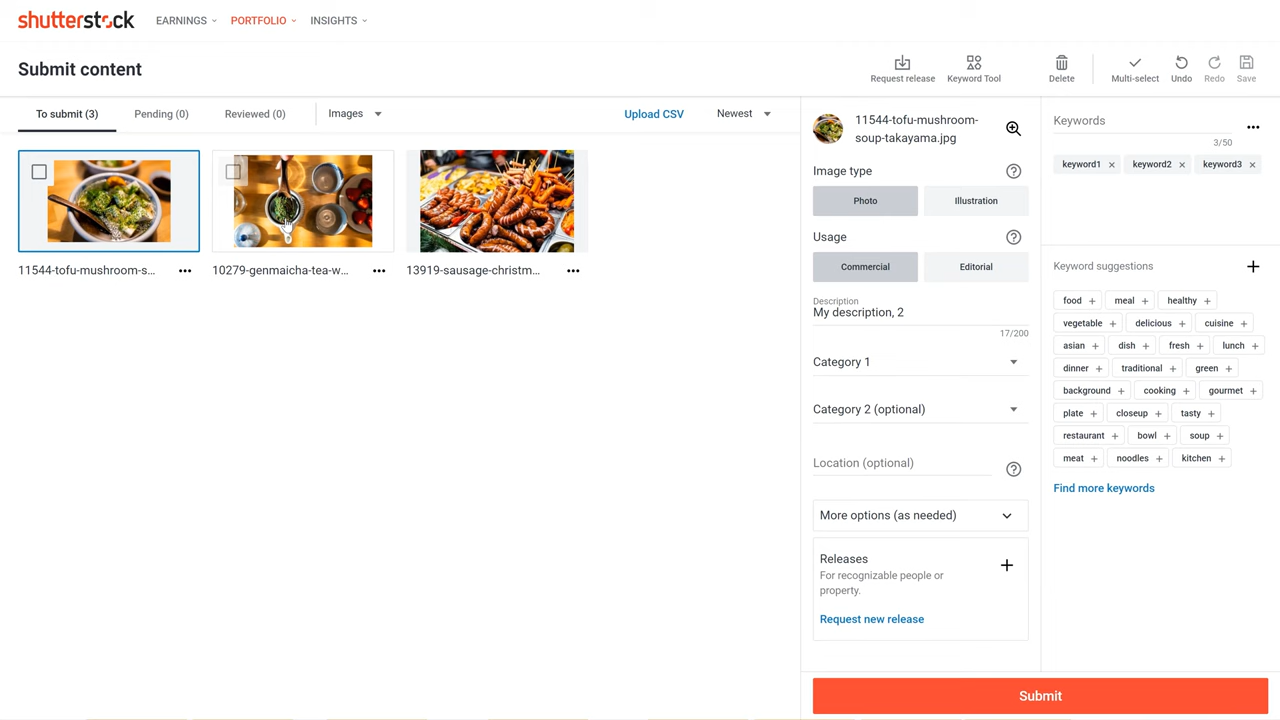 shutterstock
EARNINGS
PORTFOLIO
INSIGHTS
Submit content
Request release
Keyword Tool
Delete
Multi-select
Undo
Redo
Save
To submit (3)
Pending (0)
Reviewed (0)
Images
Upload CSV
Newest
11544-tofu-mushroom-s...
10279-genmaicha-tea-w...
13919-sausage-christm...
11544-tofu-mushroom-
soup-takayama.jpg
Image type
Photo
Illustration
Usage
Commercial
Editorial
Description
My description, 2
17/200
Category 1
Category 2 (optional)
Location (optional)
More options (as needed)
Releases
For recognizable people or
property.
Request new release
Keywords
3/50
keyword1
keyword2
keyword3
Keyword suggestions
food + meal + healthy +
vegetable + delicious + cuisine +
asian + dish + fresh + lunch +
dinner + traditional + green +
background + cooking + gourmet +
plate + closeup + tasty +
restaurant + bowl + soup +
meat + noodles + kitchen +
Find more keywords
Submit